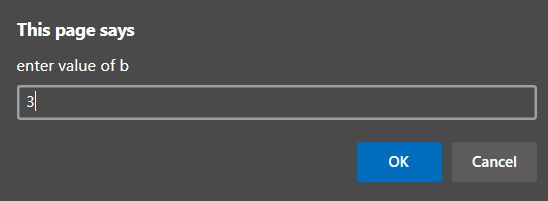 This page says
enter value of b
3
OK
Cancel